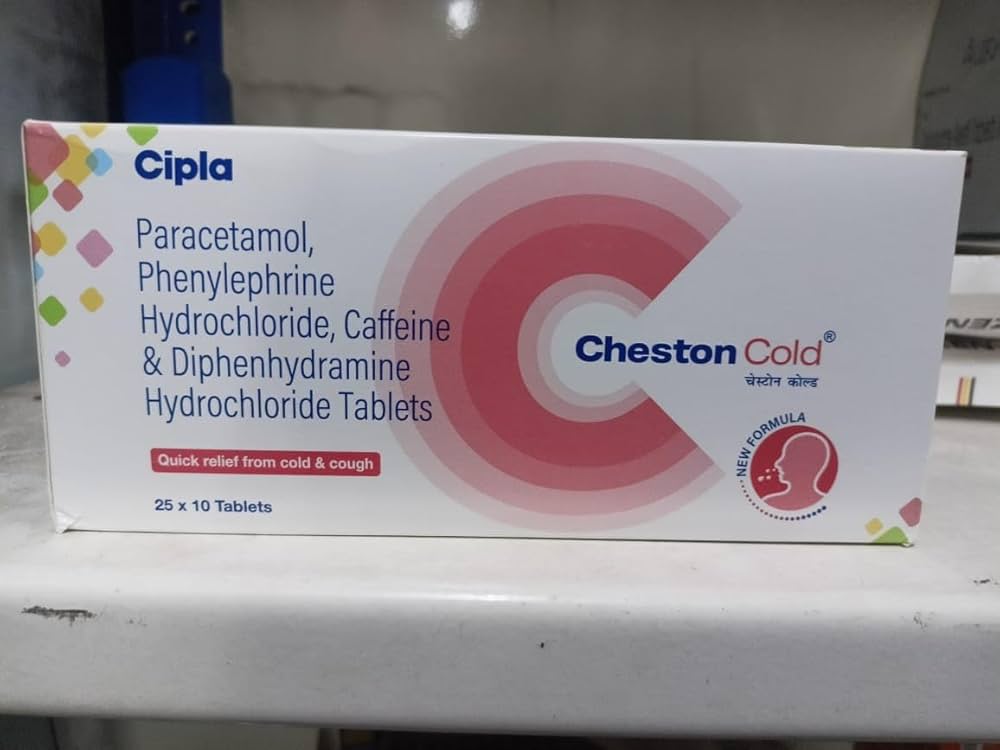 Cipla
Paracetamol,
Phenylephrine
Hydrochloride, Caffeine
& Diphenhydramine
Hydrochloride Tablets
Quick relief from cold & cough
25 x 10 Tablets
Cheston Cold®
चेस्टोन कोल्ड
NEW FORMULA